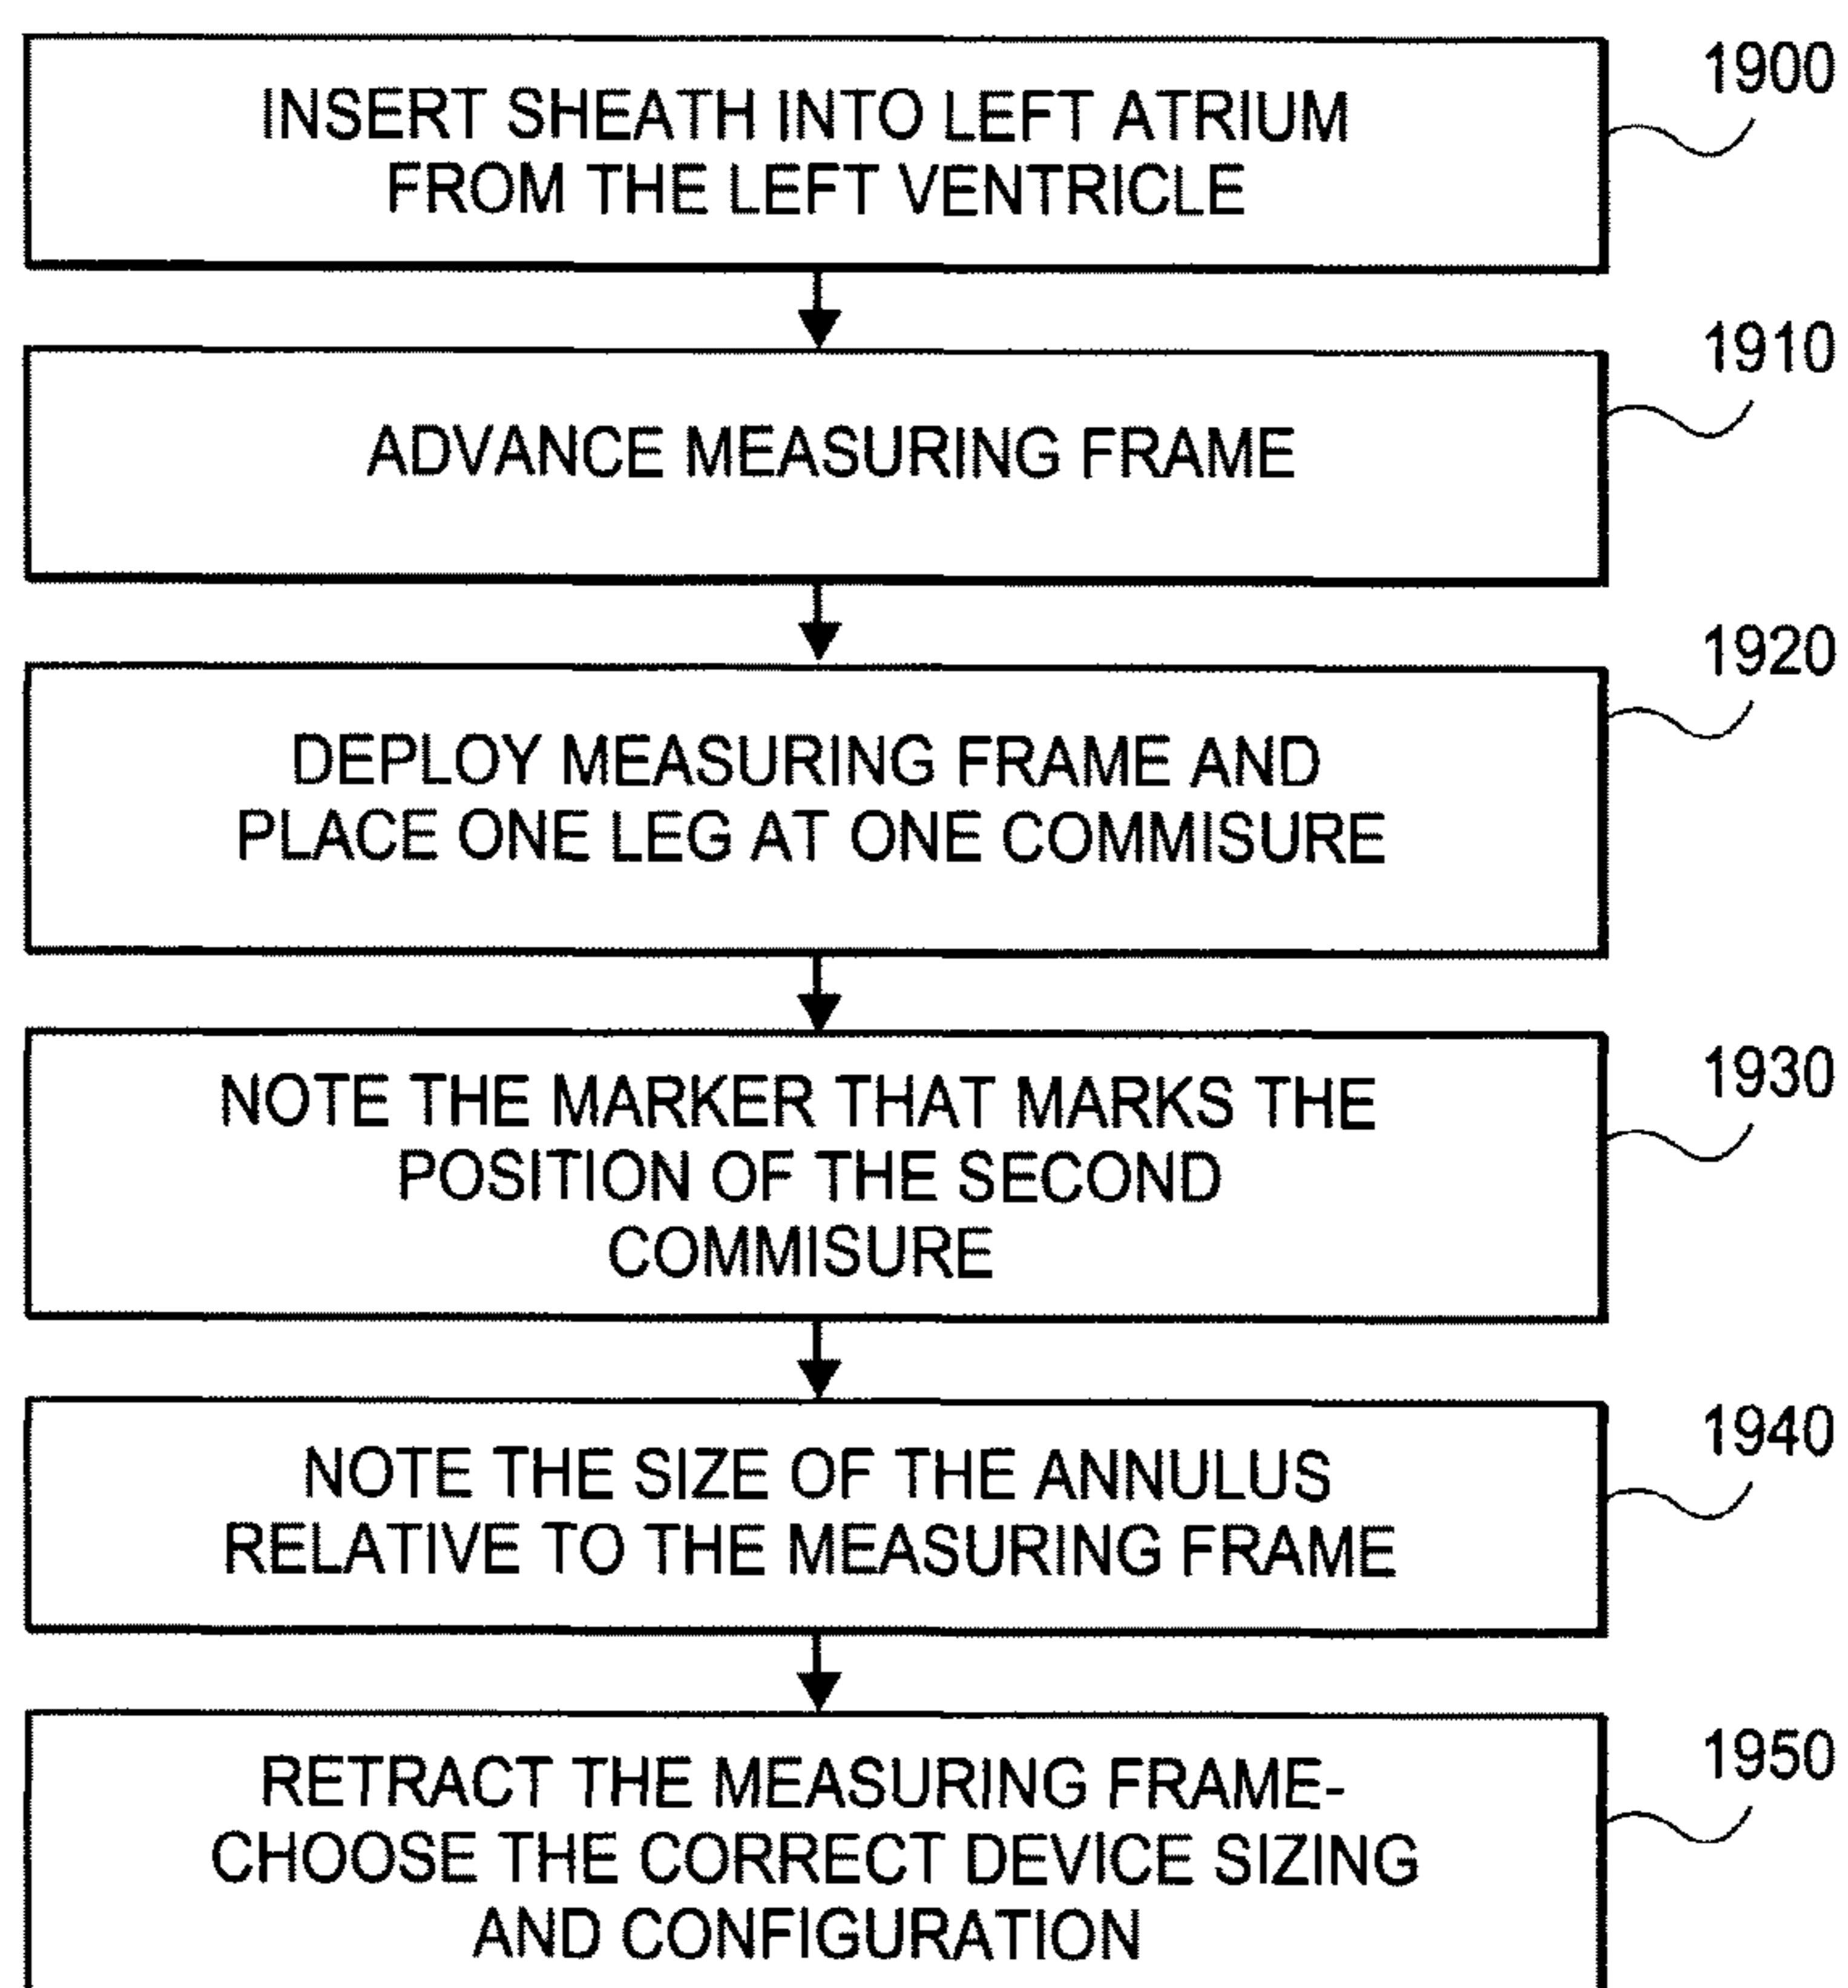 INSERT SHEATH INTO LEFT ATRIUM
FROM THE LEFT VENTRICLE
1900
ADVANCE MEASURING FRAME
1910
DEPLOY MEASURING FRAME AND
PLACE ONE LEG AT ONE COMMISURE
1920
NOTE THE MARKER THAT MARKS THE
POSITION OF THE SECOND
COMMISURE
1930
NOTE THE SIZE OF THE ANNULUS
RELATIVE TO THE MEASURING FRAME
1940
RETRACT THE MEASURING FRAME-
CHOOSE THE CORRECT DEVICE SIZING
AND CONFIGURATION
1950